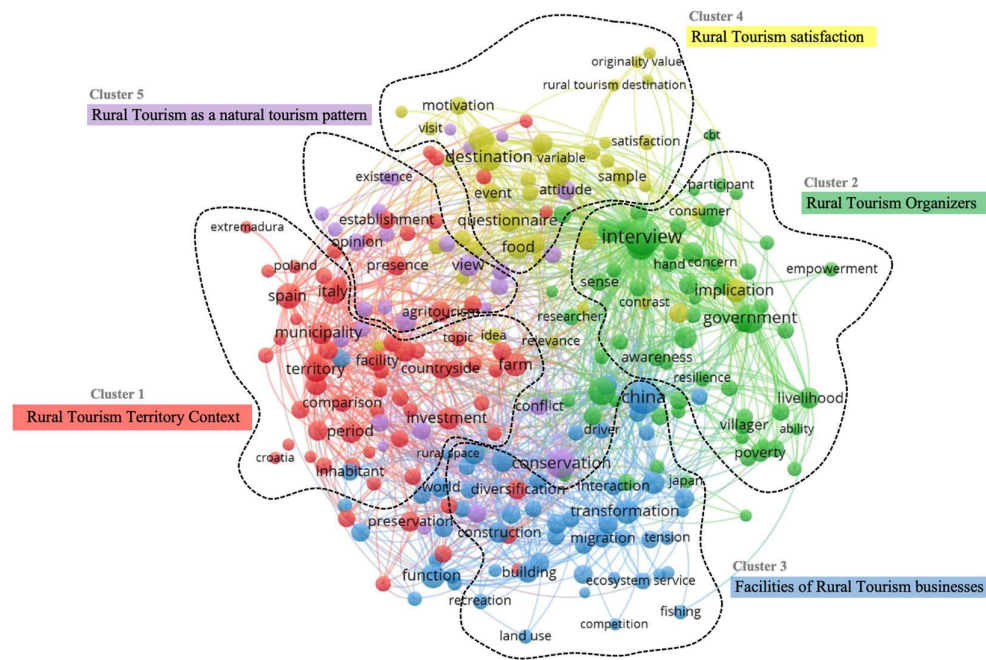 Cluster 4
Rural Tourism satisfaction
originality value
Cluster 5
rural tourism destination
Rural Tourism as a natural tourism pattern
motivation
visit
satisfaction
cbt
destination
variable
existence
sample
event
attitude
participant
Cluster 2
Rural Tourism Organizers
establishment
questionnaire
consumer
extremadura
opinion
food
interview
poland
presence
view
hand
concern
empowerment
spain
italy
sense
implication
agritourism
contrast
municipality
topic
idea
researcher
government
territory
facility
countryside
farm
relevance
awareness
resilience
Cluster 1
Rural Tourism Territory Context
comparison
investment
conflict
china
livelihood
period
driver
villager
ability
croatia
inhabitant
rural space
conservation
poverty
world
diversification
interaction
japan
preservation
construction
transformation
migration
tension
Cluster 3
Facilities of Rural Tourism businesses
function
building
ecosystem service
recreation
fishing
land use
competition